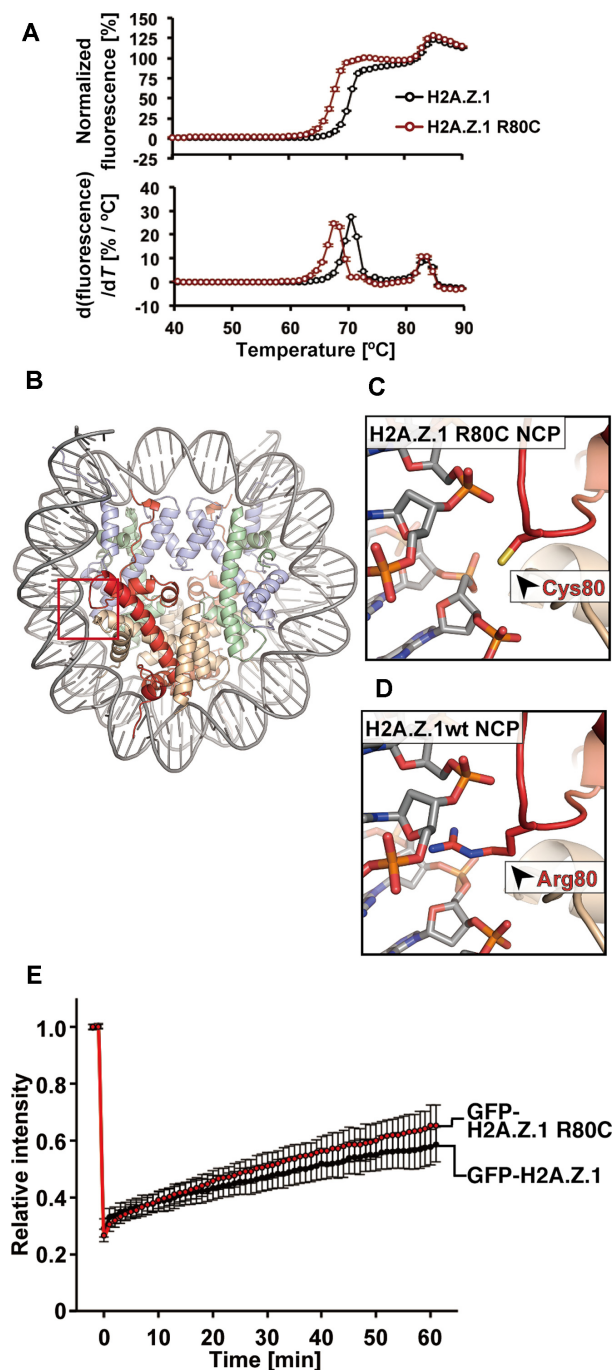 A
Normalized
fluorescence [%]
150
125
100
75
50
25
0
-25
H2A.Z.1
H2A.Z.1 R80C
d(fluorescence)
/dT [% / ºC]
40
30
20
10
0
-10
40 50 60 70 80 90
Temperature [ºC]
B
C
H2A.Z.1 R80C NCP
Cys80
D
H2A.Z.1wt NCP
Arg80
E
Relative intensity
1.0
0.8
0.6
0.4
0.2
0
GFP-
H2A.Z.1 R80C
GFP-H2A.Z.1
0 10 20 30 40 50 60
Time [min]